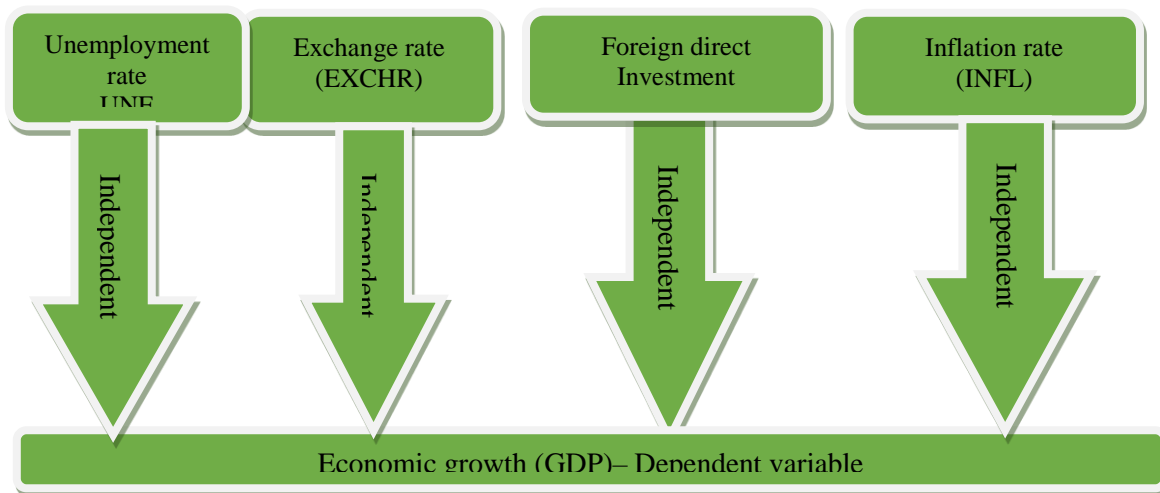 Unemployment
rate
Exchange rate
(EXCHR)
Foreign direct
Investment
Inflation rate
(INFL)
Independent
Independent
Independent
Independent
Economic growth (GDP)– Dependent variable